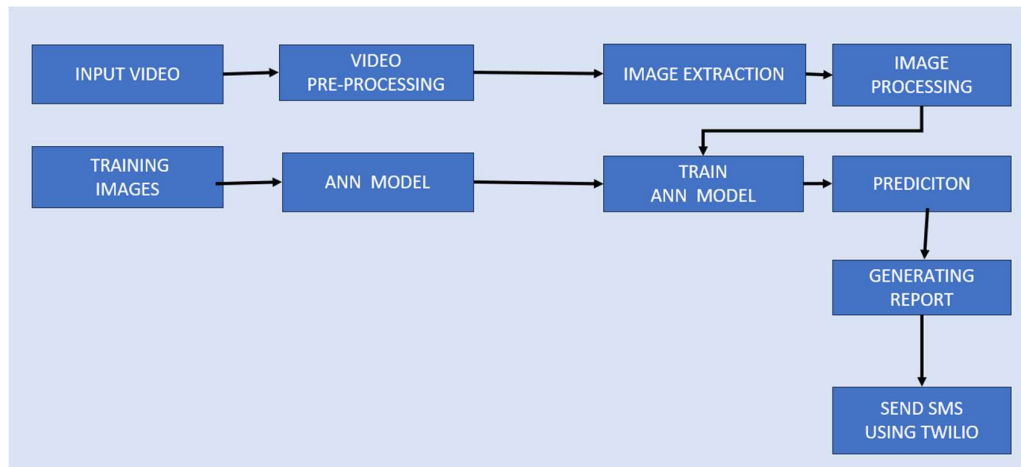 INPUT VIDEO
VIDEO
PRE-PROCESSING
IMAGE EXTRACTION
IMAGE
PROCESSING
TRAINING
IMAGES
ANN MODEL
TRAIN
ANN MODEL
PREDICITON
GENERATING
REPORT
SEND SMS
USING TWILIO